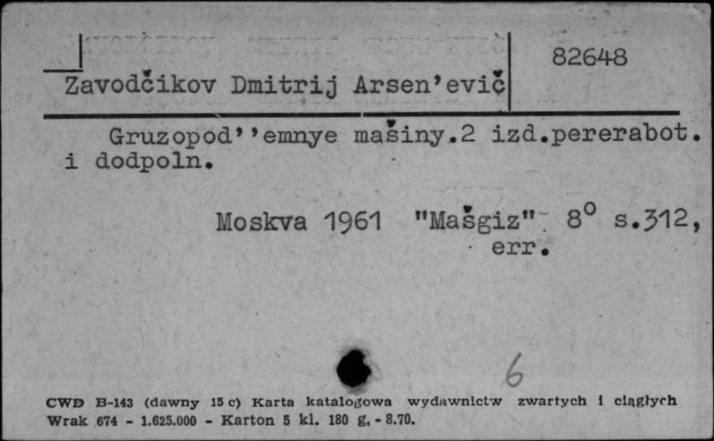 82648
Zavodčikov Dmitrij Arsen'evič
Gruzopod''emnye mašiny.2 izd.pererabot.
i dodpoln.
Moskva 1961 "Mašgiz" 8° s.312,
err.
6
CWD B-143 (dawny 15 c) Karta katalogowa wydawnictw zwartych i ciągłych
Wrak 674 - 1.625.000 - Karton 5 kl. 180 g. - 8.70.